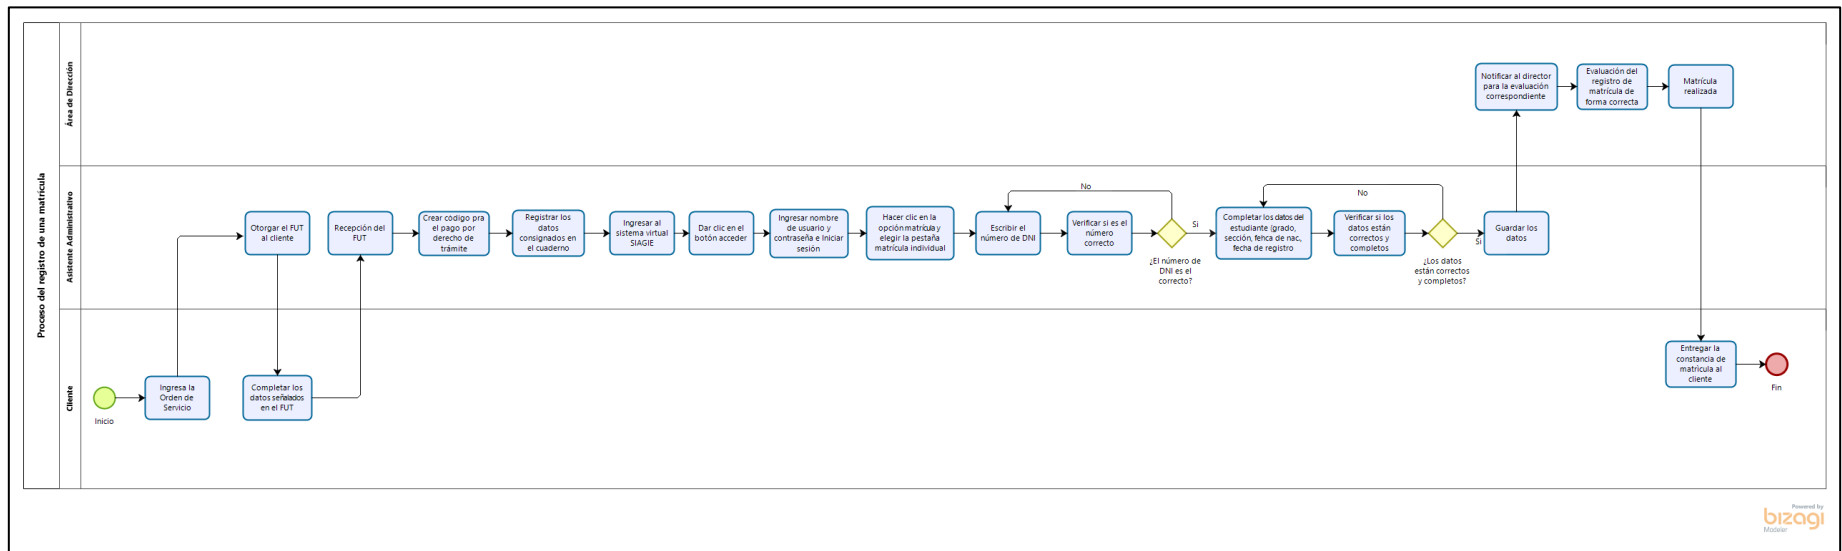 Proceso del registro de una matrícula
Área de Dirección
Notificar al director
para la evaluación
correspondiente
Evaluación del
registro de
matrícula de
forma correcta
Matrícula
realizada
Asistente Administrativo
Otorgar el FUT
al cliente
Recepción del
FUT
Crear código pra
el pago por
derecho de
trámite
Registrar los
datos
consignados en
el cuaderno
Ingresar al
sistema virtual
SIAGIE
Dar clic en el
botón acceder
Ingresar nombre
de usuario y
contraseña e Iniciar
sesión
Hacer clic en la
opción matrícula y
elegir la pestaña
matrícula individual
Escribir el
número de DNI
Verificar si es el
número
correcto
No
Si
¿El número de
DNI es el
correcto?
Completar los datos del
estudiante (grado,
sección, fehca de nac,
fecha de registro
Verificar si los
datos están
correctos y
completos
No
Si
¿Los datos
están correctos
y completos?
Guardar los
datos
Cliente
Inicio
Ingresa la
Orden de
Servicio
Completar los
datos señalados
en el FUT
Entregar la
constancia de
matrícula al
cliente
Fin
Powered by
bizagi
Modeler